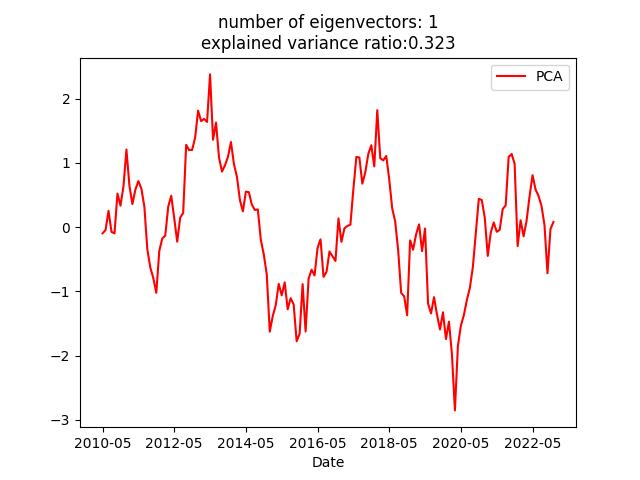 number of eigenvectors: 1
explained variance ratio:0.323
PCA
2
1
0
−1
−2
−3
2010-05 2012-05 2014-05 2016-05 2018-05 2020-05 2022-05
Date